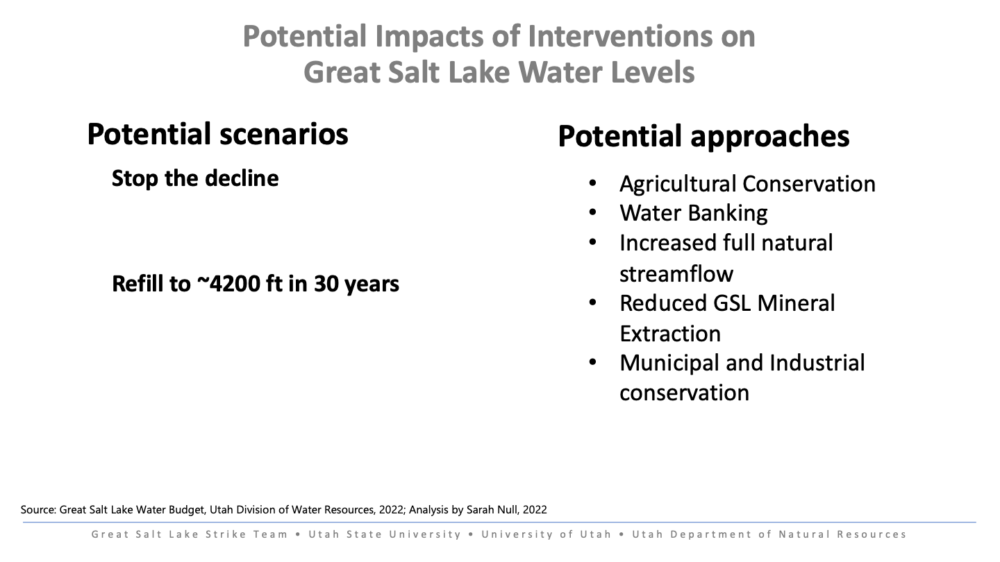 Potential Impacts of Interventions on
Great Salt Lake Water Levels
Potential scenarios
Stop the decline
Refill to ~4200 ft in 30 years
Potential approaches
• Agricultural Conservation
• Water Banking
• Increased full natural
streamflow
• Reduced GSL Mineral
Extraction
• Municipal and Industrial
conservation
Source: Great Salt Lake Water Budget, Utah Division of Water Resources, 2022; Analysis by Sarah Null, 2022
Great Salt Lake Strike Team • Utah State University • University of Utah • Utah Department of Natural Resources